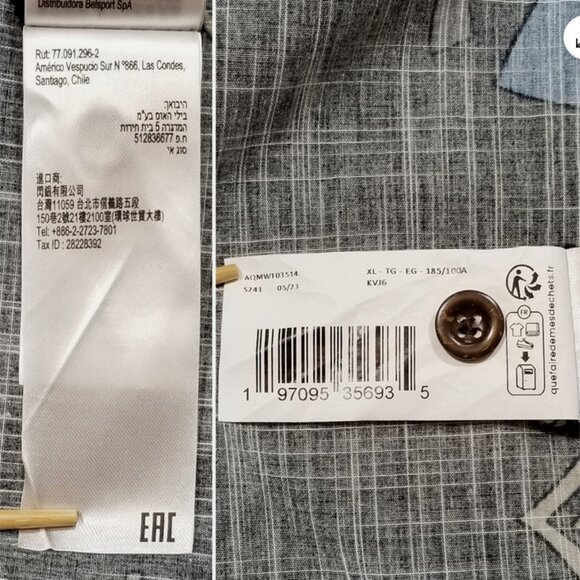 Distribuidora Belsport SpA
Rut: 77.091.296-2
Américo Vespucio Sur N º866, Las Condes,
Santiago, Chile
היבואן:
בילי האוס בע"מ
המדגרה 5 בית חירות
ח.פ 512836677
סוג אי
進口商:
閃鋙有限公司
台灣11059 台北市信義路五段
150巷2號21樓2100室(環球世貿大樓)
Tel: +886-2-2723-7801
Tax ID : 28228392
EAC
AQMWT03514
S241 05/23
XL - TG - EG - 185/100A
KVJ6
1 97095 35693 5
FR
quefairedemesdechets.fr